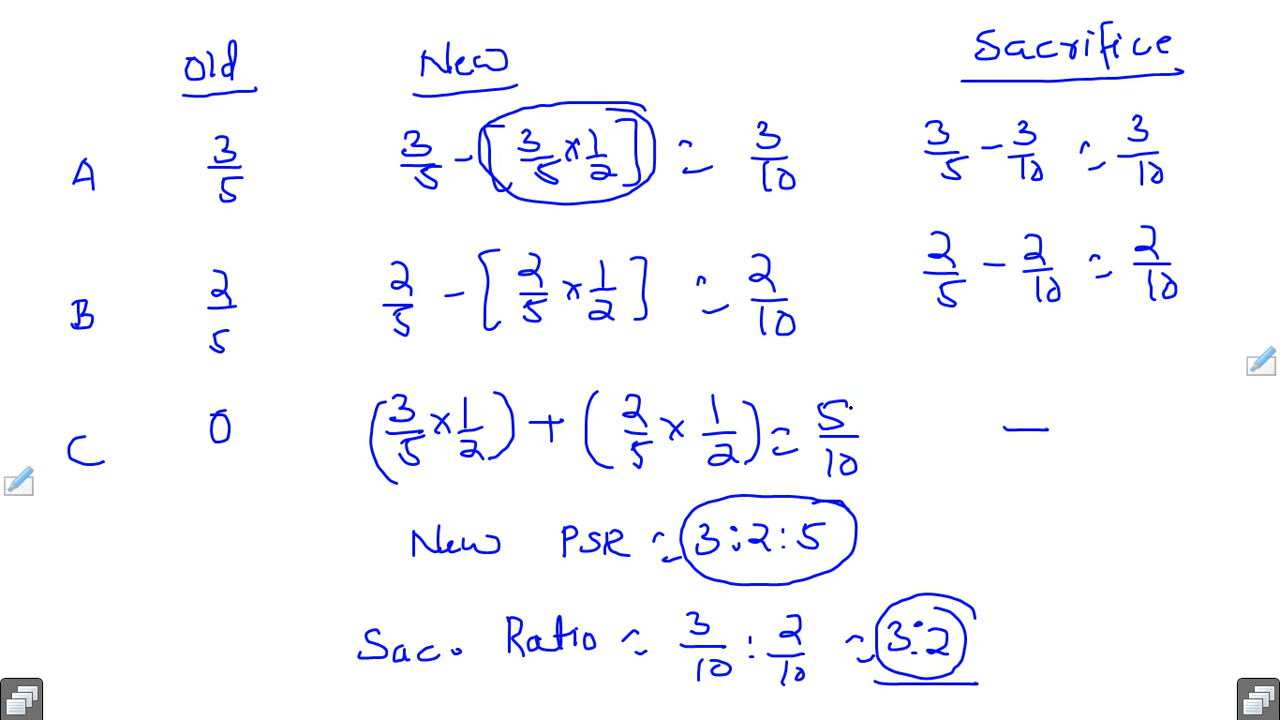 Old New Sacrifice
A 3/5 3/5 - [3/5 × 1/2] = 3/10 3/5 - 3/10 = 3/10
B 2/5 2/5 - [2/5 × 1/2] = 2/10 2/5 - 2/10 = 2/10
C 0 (3/5 × 1/2) + (2/5 × 1/2) = 5/10 —
New PSR = 3:2:5
Sac. Ratio = 3/10 : 2/10 = 3:2